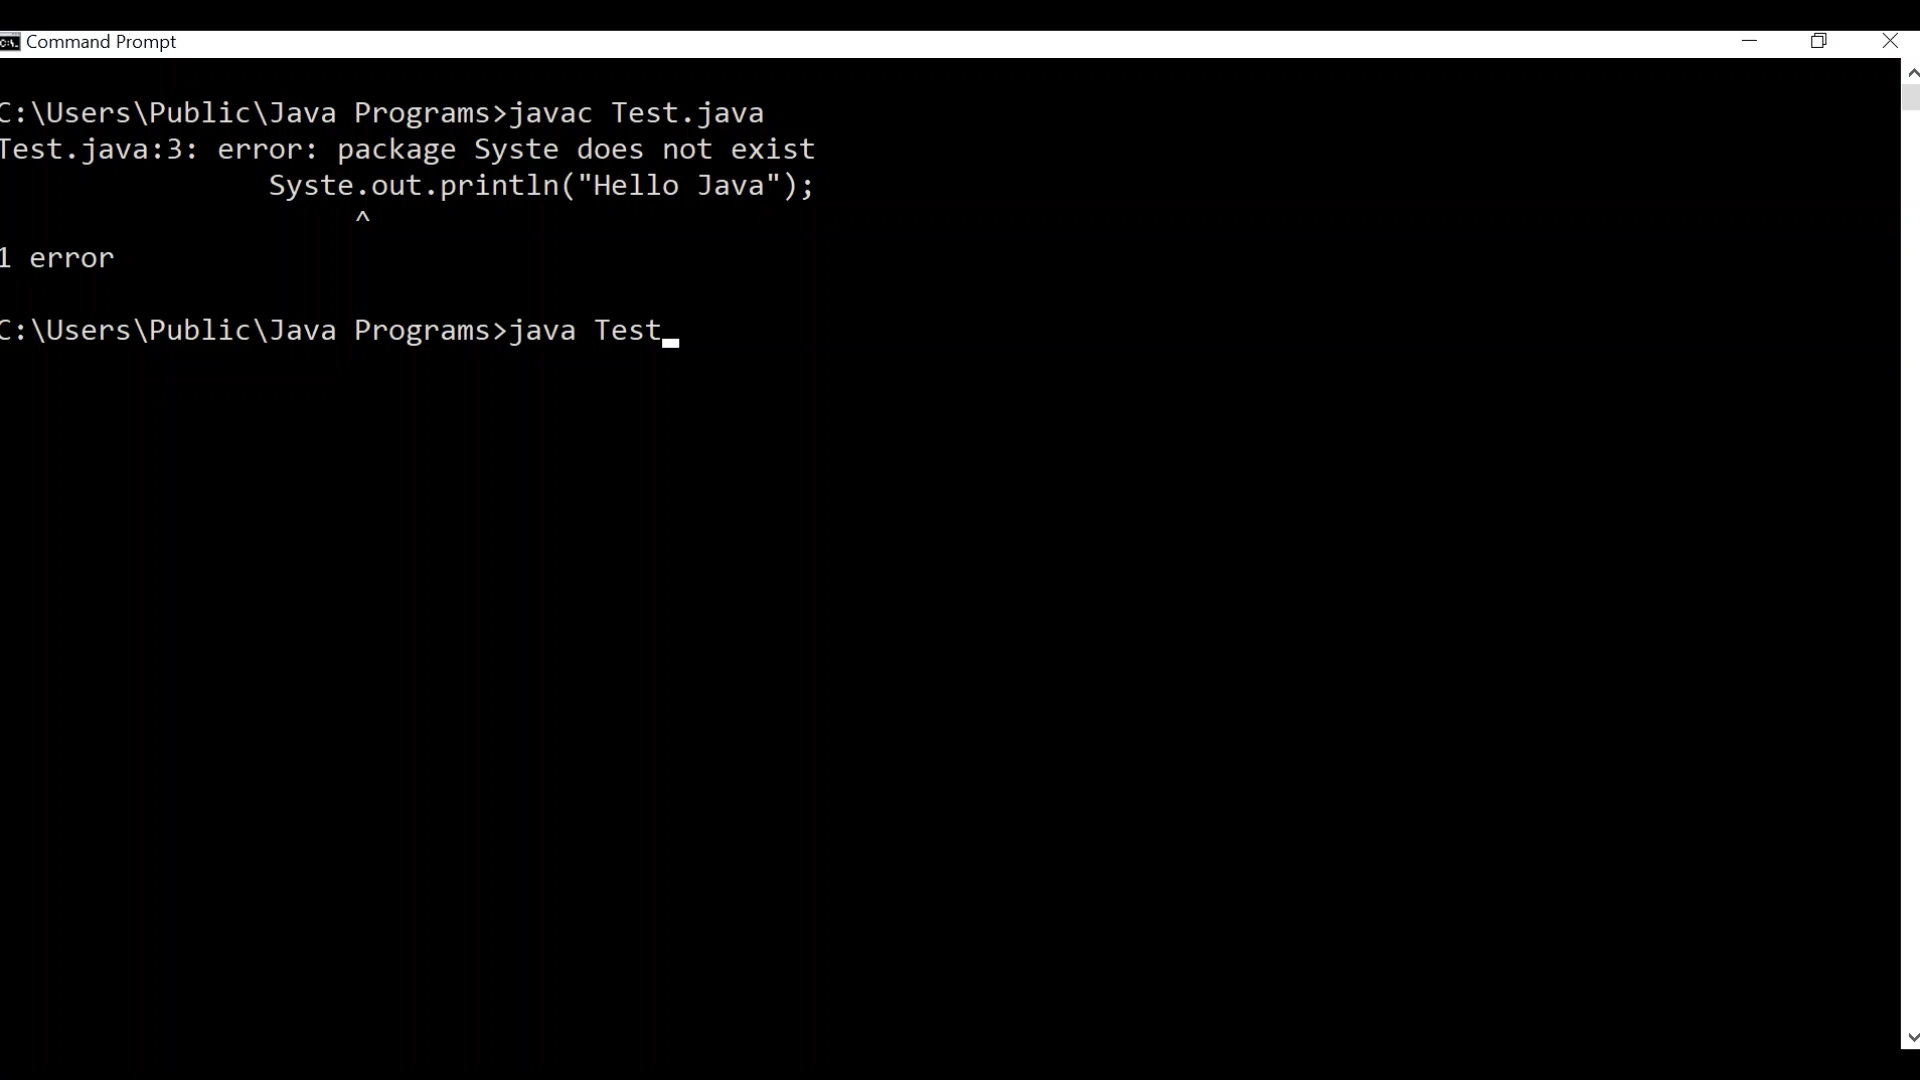 Command Prompt
C:\Users\Public\Java Programs>javac Test.java
Test.java:3: error: package Syste does not exist
                Syste.out.println("Hello Java");
                     ^
1 error
C:\Users\Public\Java Programs>java Test